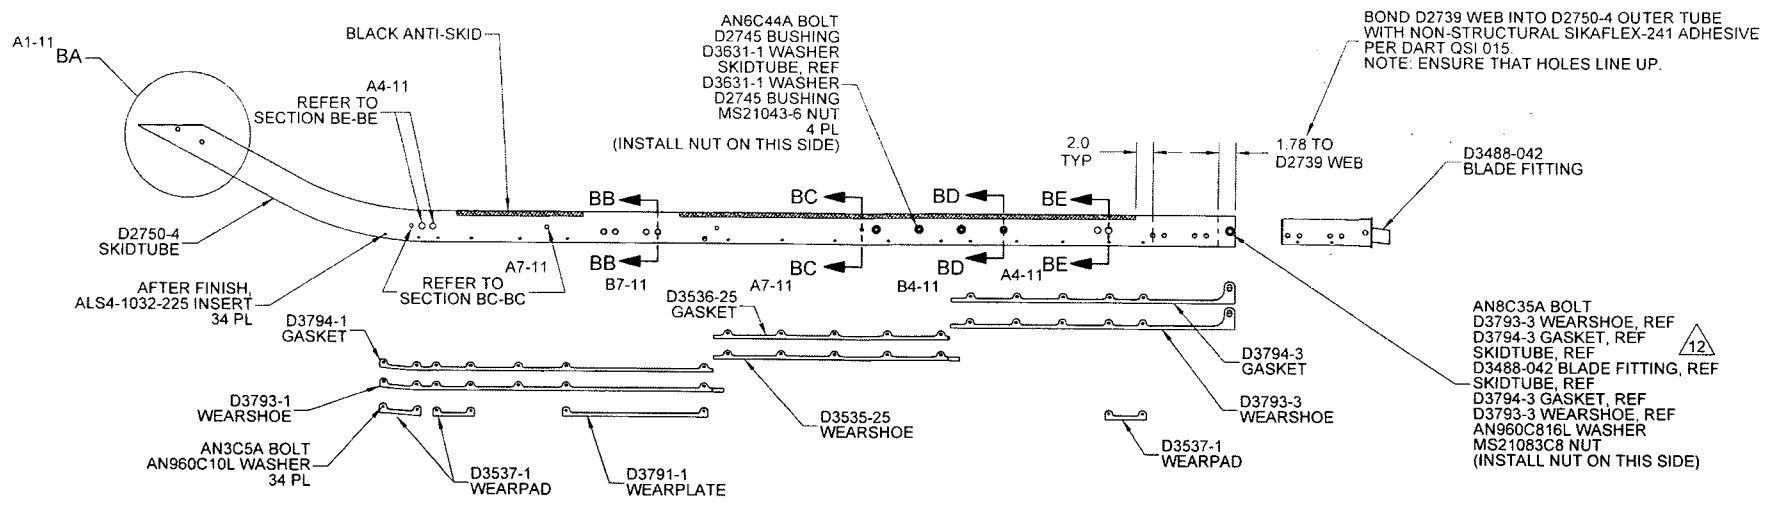 A1-11
BA
BLACK ANTI-SKID
A4-11
REFER TO
SECTION BE-BE
AN6C44A BOLT
D2745 BUSHING
D3631-1 WASHER
SKIDTUBE, REF
D3631-1 WASHER
D2745 BUSHING
MS21043-6 NUT
4 PL
(INSTALL NUT ON THIS SIDE)
BOND D2739 WEB INTO D2750-4 OUTER TUBE
WITH NON-STRUCTURAL SIKAFLEX-241 ADHESIVE
PER DART QSI 015.
NOTE: ENSURE THAT HOLES LINE UP.
2.0
TYP
1.78 TO
D2739 WEB
D3488-042
BLADE FITTING
BB
BC
BD
BE
D2750-4
SKIDTUBE
BB
BC
BD
BE
A7-11
B7-11
A7-11
B4-11
A4-11
REFER TO
SECTION BC-BC
AFTER FINISH,
ALS4-1032-225 INSERT
34 PL
D3794-1
GASKET
D3536-25
GASKET
D3794-3
GASKET
D3793-1
WEARSHOE
D3535-25
WEARSHOE
D3793-3
WEARSHOE
AN3C5A BOLT
AN960C10L WASHER
34 PL
D3537-1
WEARPAD
D3791-1
WEARPLATE
D3537-1
WEARPAD
AN8C35A BOLT
D3793-3 WEARSHOE, REF
D3794-3 GASKET, REF
SKIDTUBE, REF
D3488-042 BLADE FITTING, REF
SKIDTUBE, REF
D3794-3 GASKET, REF
D3793-3 WEARSHOE, REF
AN960C816L WASHER
MS21083C8 NUT
(INSTALL NUT ON THIS SIDE)
12